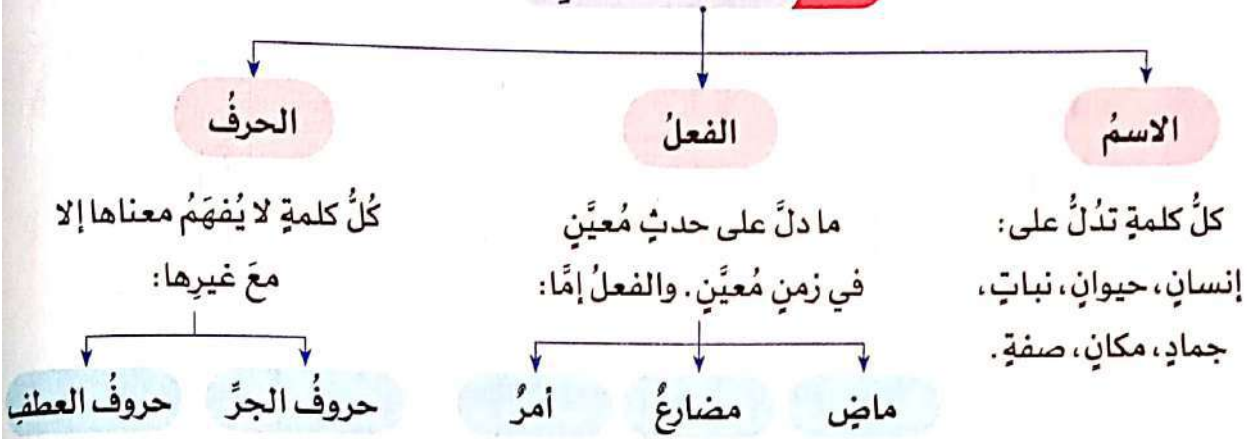 الاسمُ
كلُّ كلمةٍ تدُلُّ على:
إنسانٍ، حيوانٍ، نباتٍ،
جمادٍ، مكانٍ، صفةٍ.
الفعلُ
ما دلَّ على حدثٍ مُعيَّنٍ
في زمنٍ مُعيَّنٍ. والفعلُ إمَّا:
ماضٍ
مضارعٌ
أمرٌ
الحرفُ
كُلُّ كلمةٍ لا يُفهَمُ معناها إلا
معَ غيرِها:
حروفُ الجرِّ
حروفُ العطفِ